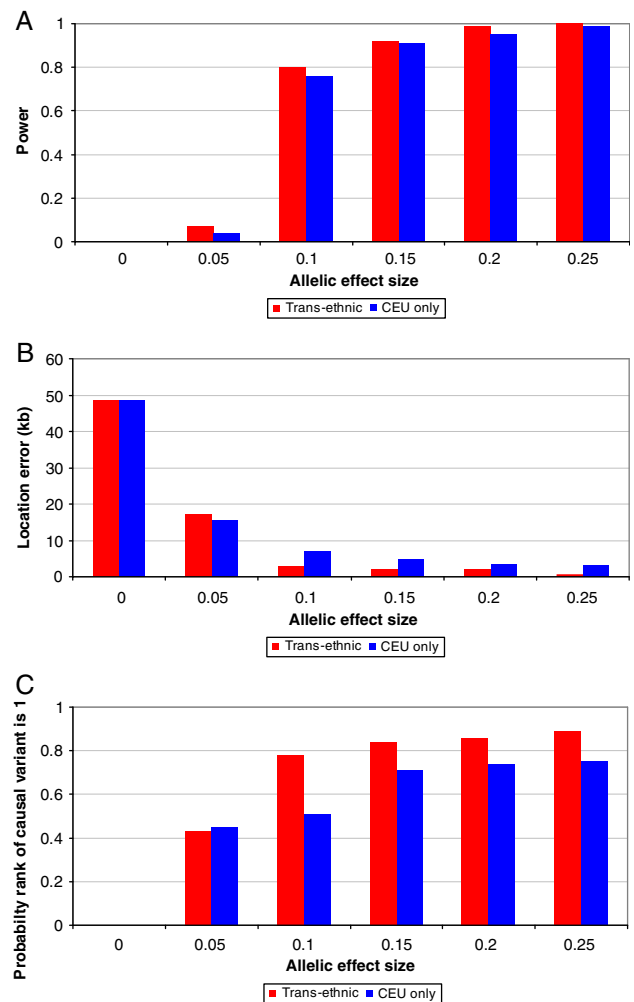 A
1
0.8
0.6
0.4
0.2
0
Power
0 0.05 0.1 0.15 0.2 0.25
Allelic effect size
Trans-ethnic CEU only
B
60
50
40
30
20
10
0
Location error (kb)
0 0.05 0.1 0.15 0.2 0.25
Allelic effect size
Trans-ethnic CEU only
C
1
0.8
0.6
0.4
0.2
0
Probabilty rank of causal variant is 1
0 0.05 0.1 0.15 0.2 0.25
Allelic effect size
Trans-ethnic CEU only